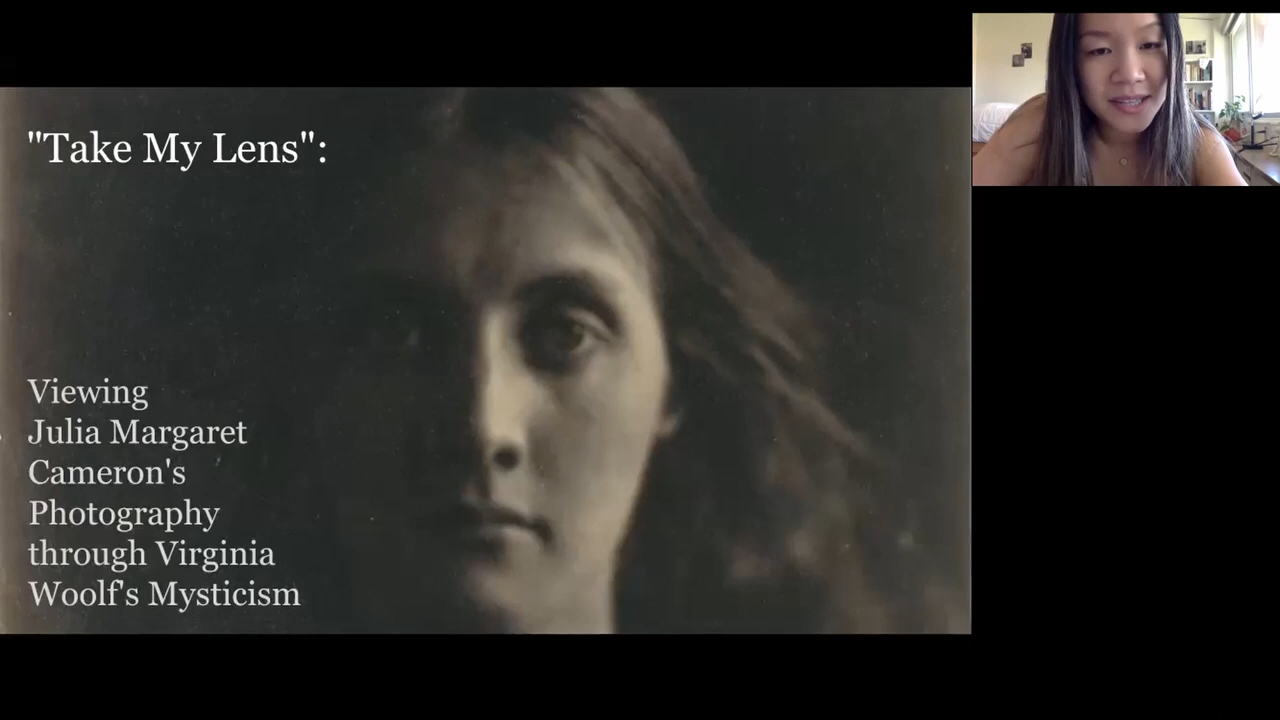 "Take My Lens":
Viewing
Julia Margaret
Cameron's
Photography
through Virginia
Woolf's Mysticism